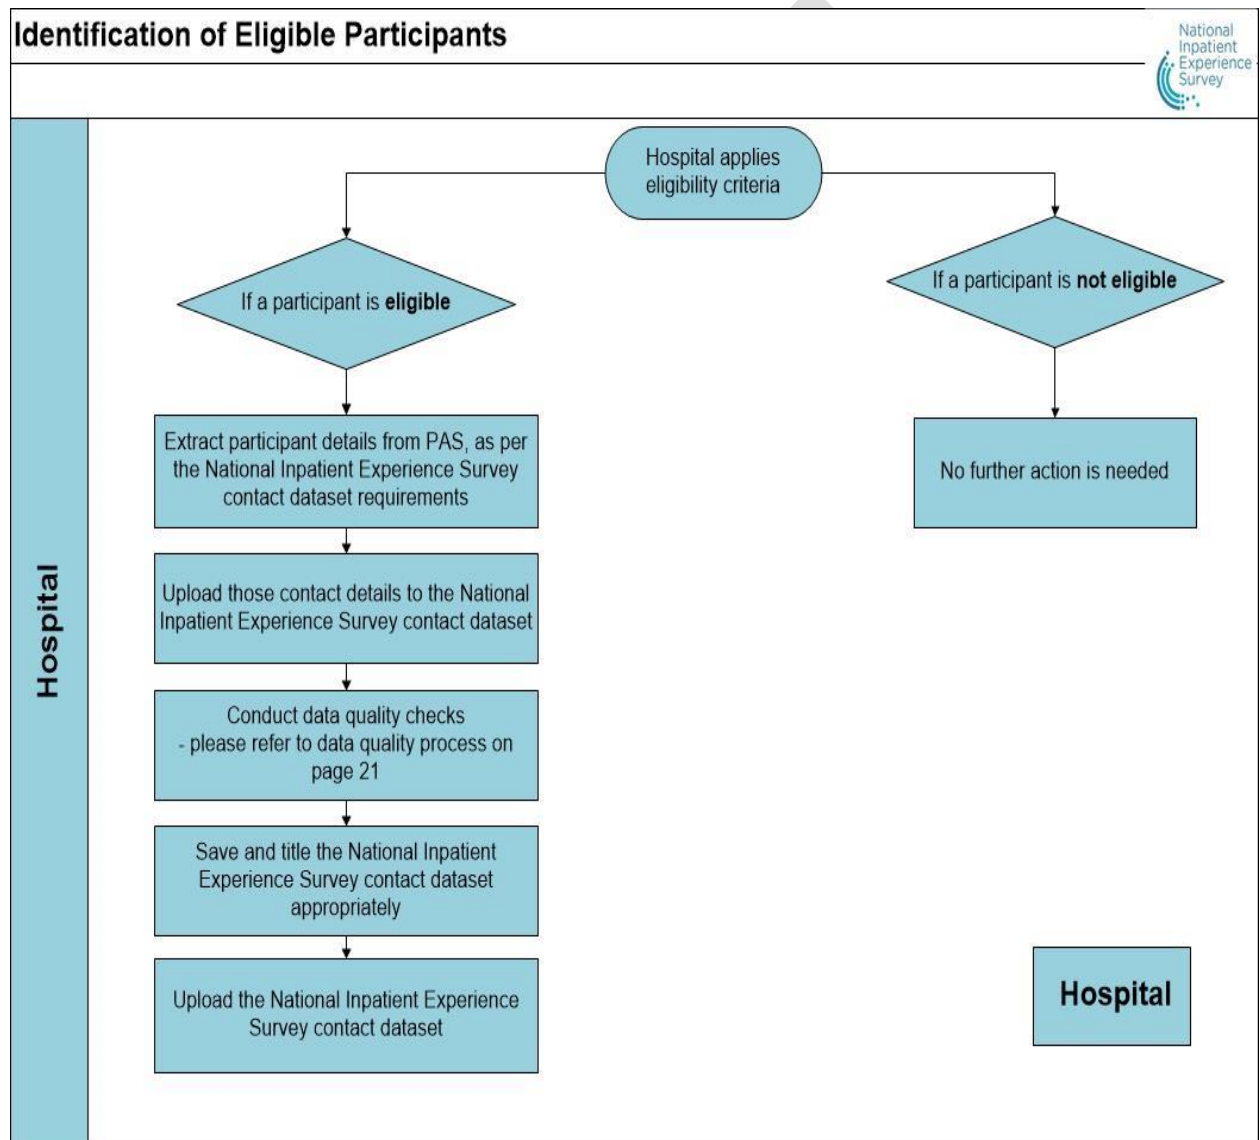 Identification of Eligible Participants
National
Inpatient
Experience
Survey
Hospital
Hospital applies
eligibility criteria
If a participant is eligible
If a participant is not eligible
Extract participant details from PAS, as per
the National Inpatient Experience Survey
contact dataset requirements
No further action is needed
Upload those contact details to the National
Inpatient Experience Survey contact dataset
Conduct data quality checks
- please refer to data quality process on
page 21
Save and title the National Inpatient
Experience Survey contact dataset
appropriately
Upload the National Inpatient Experience
Survey contact dataset
Hospital